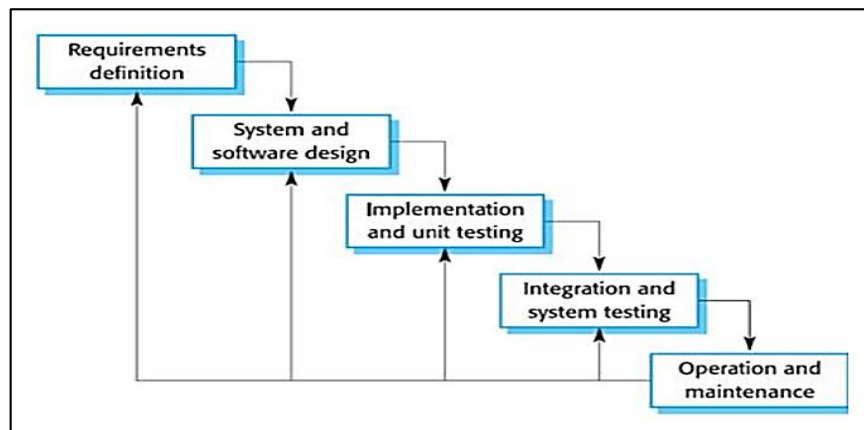 Requirements
definition
System and
software design
Implementation
and unit testing
Integration and
system testing
Operation and
maintenance